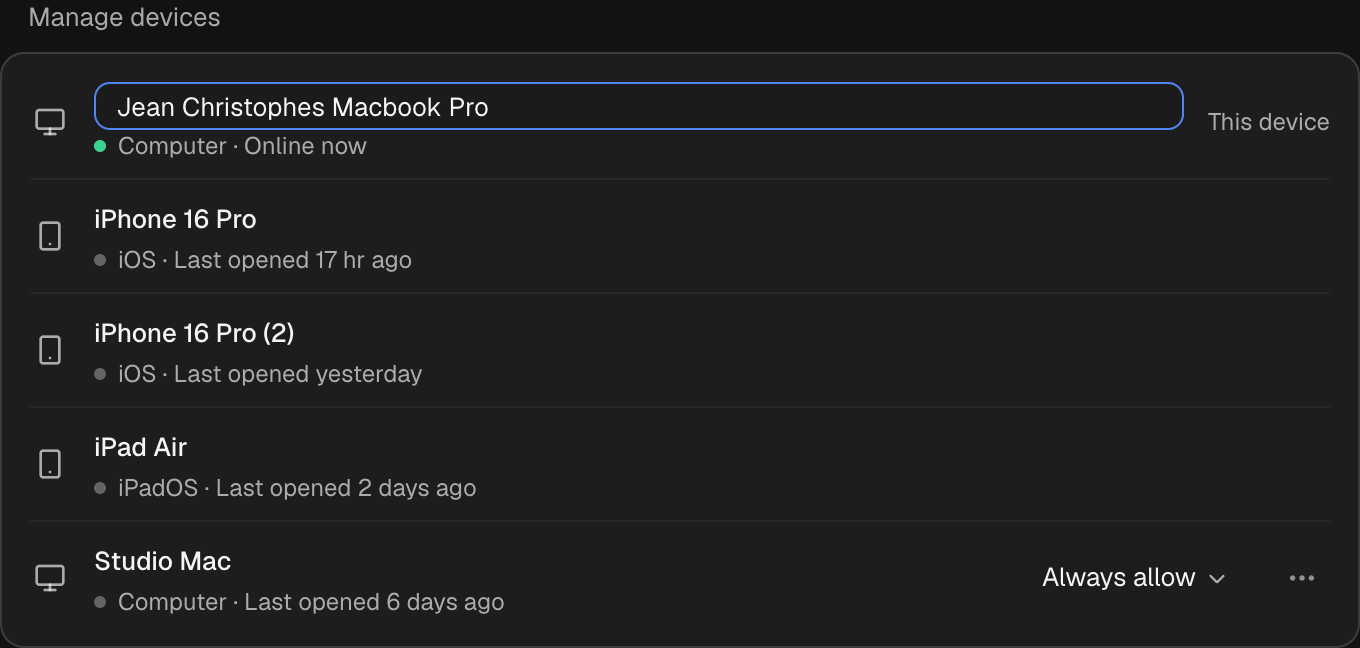 Manage devices
Jean Christophes Macbook Pro
This device
Computer · Online now
iPhone 16 Pro
iOS · Last opened 17 hr ago
iPhone 16 Pro (2)
iOS · Last opened yesterday
iPad Air
iPadOS · Last opened 2 days ago
Studio Mac
Always allow
Computer · Last opened 6 days ago